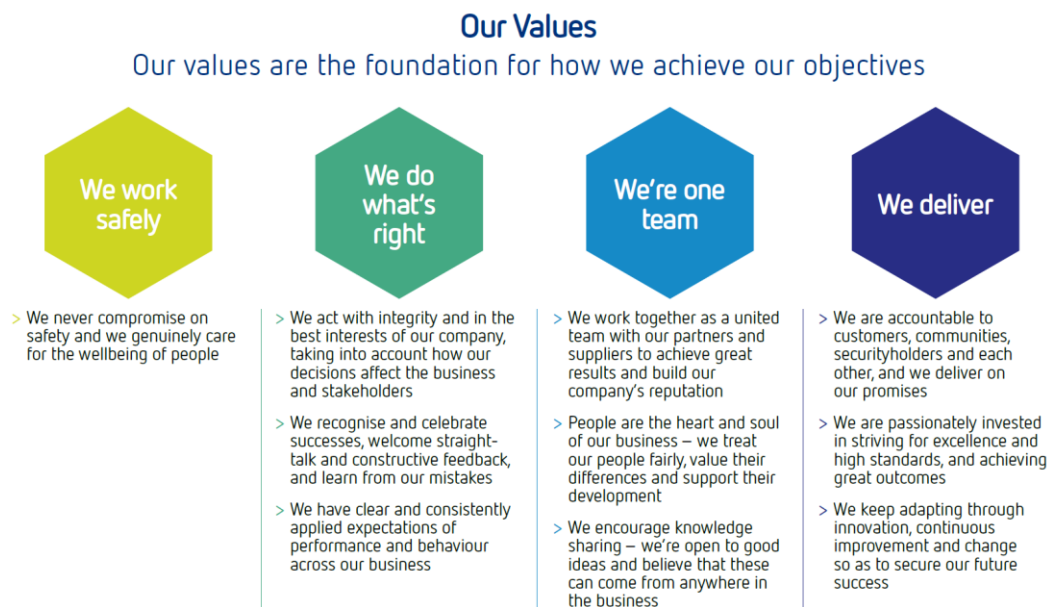 Our Values
Our values are the foundation for how we achieve our objectives
We work
safely
> We never compromise on
safety and we genuinely care
for the wellbeing of people
We do
what's
right
> We act with integrity and in the
best interests of our company,
taking into account how our
decisions affect the business
and stakeholders
> We recognise and celebrate
successes, welcome straight-
talk and constructive feedback,
and learn from our mistakes
> We have clear and consistently
applied expectations of
performance and behaviour
across our business
We're one
team
> We work together as a united
team with our partners and
suppliers to achieve great
results and build our
company's reputation
> People are the heart and soul
of our business – we treat
our people fairly, value their
differences and support their
development
> We encourage knowledge
sharing – we're open to good
ideas and believe that these
can come from anywhere in
the business
We deliver
> We are accountable to
customers, communities,
securityholders and each
other, and we deliver on
our promises
> We are passionately invested
in striving for excellence and
high standards, and achieving
great outcomes
> We keep adapting through
innovation, continuous
improvement and change
so as to secure our future
success